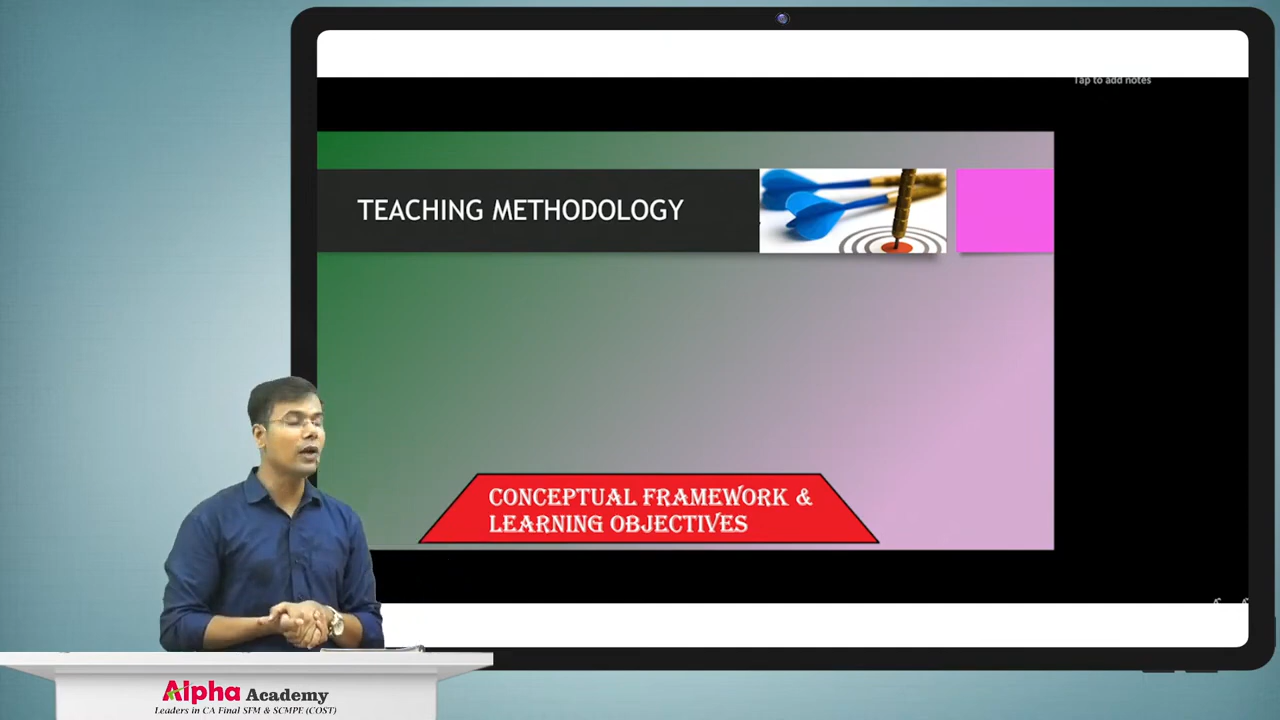 Tap to add notes
TEACHING METHODOLOGY
CONCEPTUAL FRAMEWORK &
LEARNING OBJECTIVES
Alpha Academy
Leaders in CA Final SFM & SCMPE (COST)